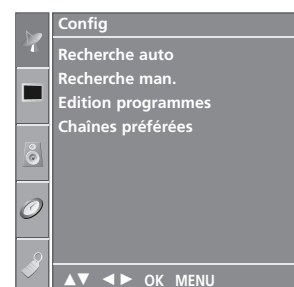 Config
Recherche auto
Recherche man.
Edition programmes
Chaînes préférées
▲▼ ◄► OK MENU